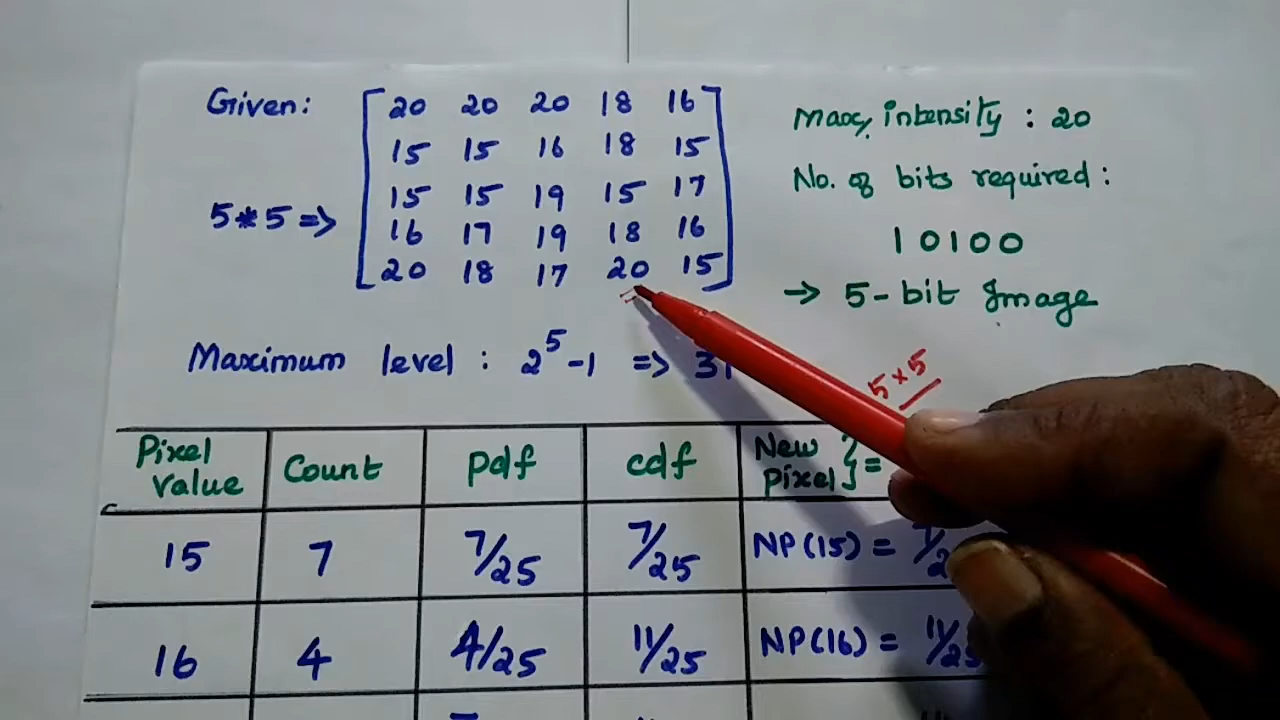 Given:
20 20 20 18 16
15 15 16 18 15
15 15 19 15 17
5*5 =>
16 17 19 18 16
20 18 17 20 15
Max, intensity : 20
No. of bits required :
10100
→ 5-bit Image
Maximum level : 2⁵-1 => 31
5×5
Pixel Value Count pdf cdf New Pixel } =
15 7 7/25 7/25 NP(15) =
16 4 4/25 11/25 NP(16) = 11/25